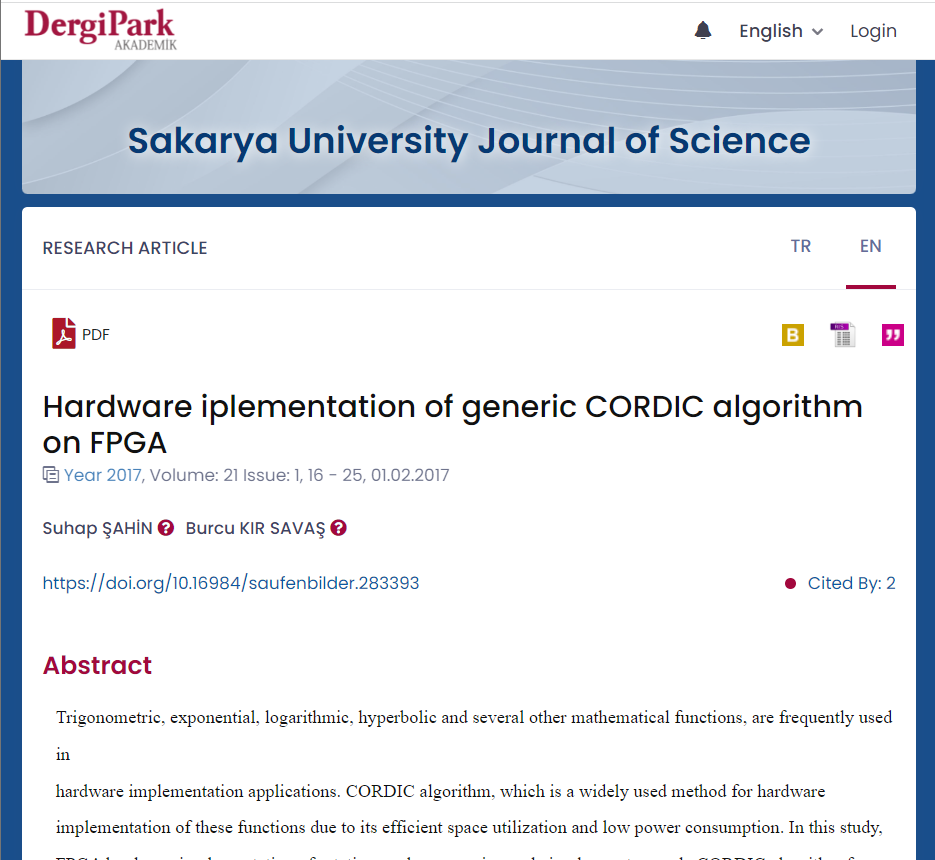 DergiPark
AKADEMİK
English
Login
Sakarya University Journal of Science
RESEARCH ARTICLE
TR
EN
PDF
B
RIS
Hardware iplementation of generic CORDIC algorithm
on FPGA
Year 2017, Volume: 21 Issue: 1, 16 - 25, 01.02.2017
Suhap ŞAHİN ? Burcu KIR SAVAŞ ?
https://doi.org/10.16984/saufenbilder.283393
Cited By: 2
Abstract
Trigonometric, exponential, logarithmic, hyperbolic and several other mathematical functions, are frequently used
in
hardware implementation applications. CORDIC algorithm, which is a widely used method for hardware
implementation of these functions due to its efficient space utilization and low power consumption. In this study,